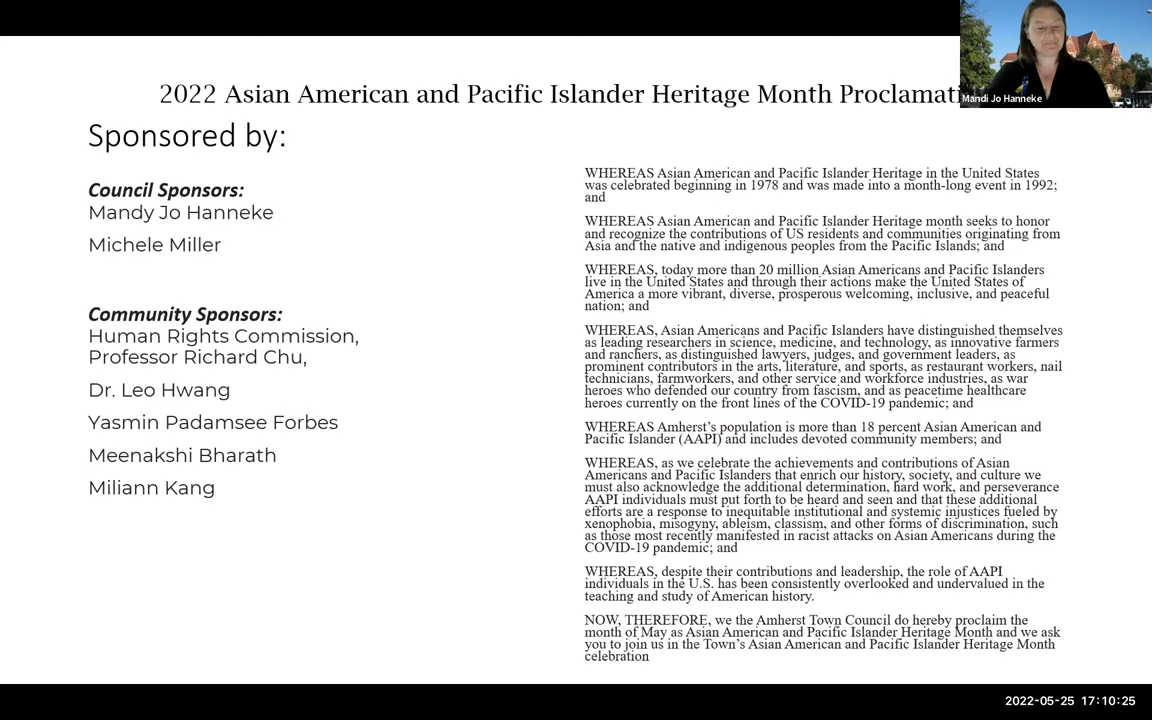 2022 Asian American and Pacific Islander Heritage Month Proclamati
Mandi Jo Hanneke
Sponsored by:
Council Sponsors:
Mandy Jo Hanneke
Michele Miller
Community Sponsors:
Human Rights Commission,
Professor Richard Chu,
Dr. Leo Hwang
Yasmin Padamsee Forbes
Meenakshi Bharath
Miliann Kang
WHEREAS Asian American and Pacific Islander Heritage in the United States
was celebrated beginning in 1978 and was made into a month-long event in 1992;
and
WHEREAS Asian American and Pacific Islander Heritage month seeks to honor
and recognize the contributions of US residents and communities originating from
Asia and the native and indigenous peoples from the Pacific Islands; and
WHEREAS, today more than 20 million Asian Americans and Pacific Islanders
live in the United States and through their actions make the United States of
America a more vibrant, diverse, prosperous welcoming, inclusive, and peaceful
nation; and
WHEREAS, Asian Americans and Pacific Islanders have distinguished themselves
as leading researchers in science, medicine, and technology, as innovative farmers
and ranchers, as distinguished lawyers, judges, and government leaders, as
prominent contributors in the arts, literature, and sports, as restaurant workers, nail
technicians, farmworkers, and other service and workforce industries, as war
heroes who defended our country from fascism, and as peacetime healthcare
heroes currently on the front lines of the COVID-19 pandemic; and
WHEREAS Amherst's population is more than 18 percent Asian American and
Pacific Islander (AAPI) and includes devoted community members; and
WHEREAS, as we celebrate the achievements and contributions of Asian
Americans and Pacific Islanders that enrich our history, society, and culture we
must also acknowledge the additional determination, hard work, and perseverance
AAPI individuals must put forth to be heard and seen and that these additional
efforts are a response to inequitable institutional and systemic injustices fueled by
xenophobia, misogyny, ableism, classism, and other forms of discrimination, such
as those most recently manifested in racist attacks on Asian Americans during the
COVID-19 pandemic; and
WHEREAS, despite their contributions and leadership, the role of AAPI
individuals in the U.S. has been consistently overlooked and undervalued in the
teaching and study of American history.
NOW, THEREFORE, we the Amherst Town Council do hereby proclaim the
month of May as Asian American and Pacific Islander Heritage Month and we ask
you to join us in the Town's Asian American and Pacific Islander Heritage Month
celebration
2022-05-25 17:10:25